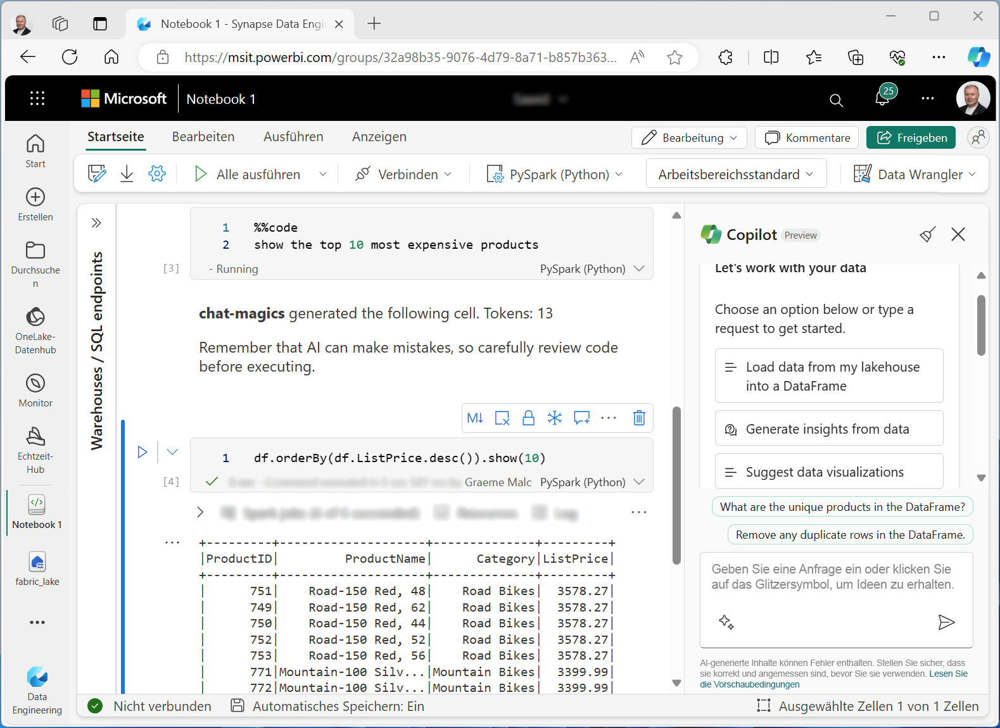 Notebook 1 - Synapse Data Engi
https://msit.powerbi.com/groups/32a98b35-9076-4d79-8a71-b857b363...
Microsoft
Notebook 1
25
Startseite
Bearbeiten
Ausführen
Anzeigen
Bearbeitung
Kommentare
Freigeben
Alle ausführen
Verbinden
PySpark (Python)
Arbeitsbereichsstandard
Data Wrangler
Start
Erstellen
Durchsuche
n
OneLake-
Datenhub
Monitor
Echtzeit-
Hub
Notebook 1
fabric_lake
Data
Engineering
Warehouses / SQL endpoints
1 %%code
2 show the top 10 most expensive products
[3]
- Running
PySpark (Python)
chat-magics generated the following cell. Tokens: 13
Remember that AI can make mistakes, so carefully review code
before executing.
M↓
1 df.orderBy(df.ListPrice.desc()).show(10)
[4]
Graeme Malc
PySpark (Python)
+---------+--------------------+--------------+---------+
|ProductID|         ProductName|      Category|ListPrice|
+---------+--------------------+--------------+---------+
|      751|    Road-150 Red, 48|    Road Bikes|  3578.27|
|      749|    Road-150 Red, 62|    Road Bikes|  3578.27|
|      750|    Road-150 Red, 44|    Road Bikes|  3578.27|
|      752|    Road-150 Red, 52|    Road Bikes|  3578.27|
|      753|    Road-150 Red, 56|    Road Bikes|  3578.27|
|      771|Mountain-100 Silv...|Mountain Bikes|  3399.99|
|      772|Mountain-100 Silv...|Mountain Bikes|  3399.99|
Copilot
Preview
Let's work with your data
Choose an option below or type a
request to get started.
Load data from my lakehouse
into a DataFrame
Generate insights from data
Suggest data visualizations
What are the unique products in the DataFrame?
Remove any duplicate rows in the DataFrame.
Geben Sie eine Anfrage ein oder klicken Sie
auf das Glitzersymbol, um Ideen zu erhalten.
AI-generierte Inhalte können Fehler enthalten. Stellen Sie sicher, dass
sie korrekt und angemessen sind, bevor Sie sie verwenden. Lesen Sie
die Vorschaubedingungen
Nicht verbunden
Automatisches Speichern: Ein
Ausgewählte Zellen 1 von 1 Zellen